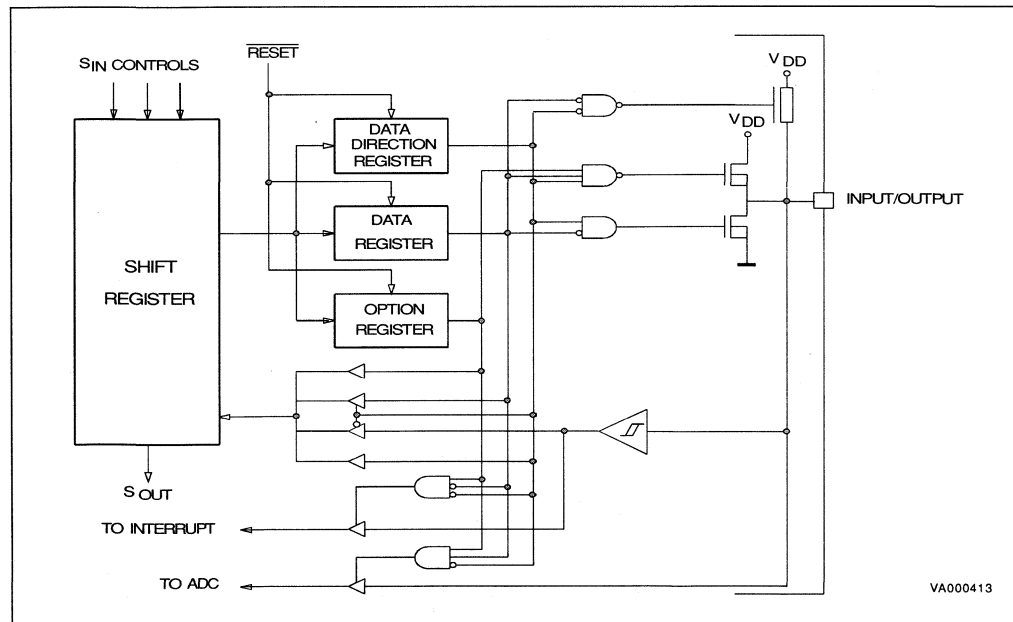 RESET
SIN CONTROLS
VDD
DATA
DIRECTION
REGISTER
VDD
INPUT/OUTPUT
DATA
REGISTER
SHIFT
REGISTER
OPTION
REGISTER
SOUT
TO INTERRUPT
TO ADC
VA000413